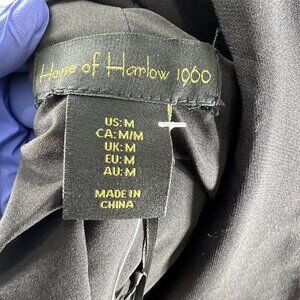 House of Harlow 1960
US: M
CA: M/M
UK: M
EU: M
AU: M
MADE IN
CHINA